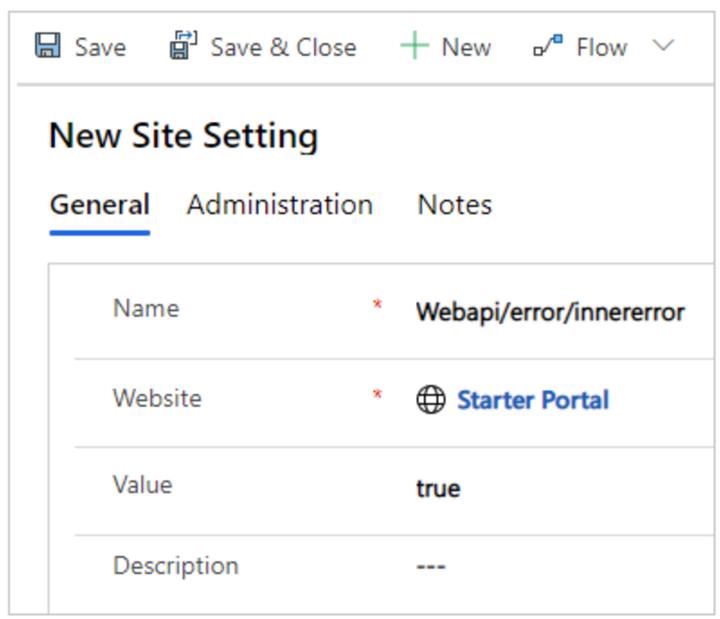 Save Save & Close New Flow
New Site Setting
General Administration Notes
Name * Webapi/error/innererror
Website * Starter Portal
Value true
Description ---